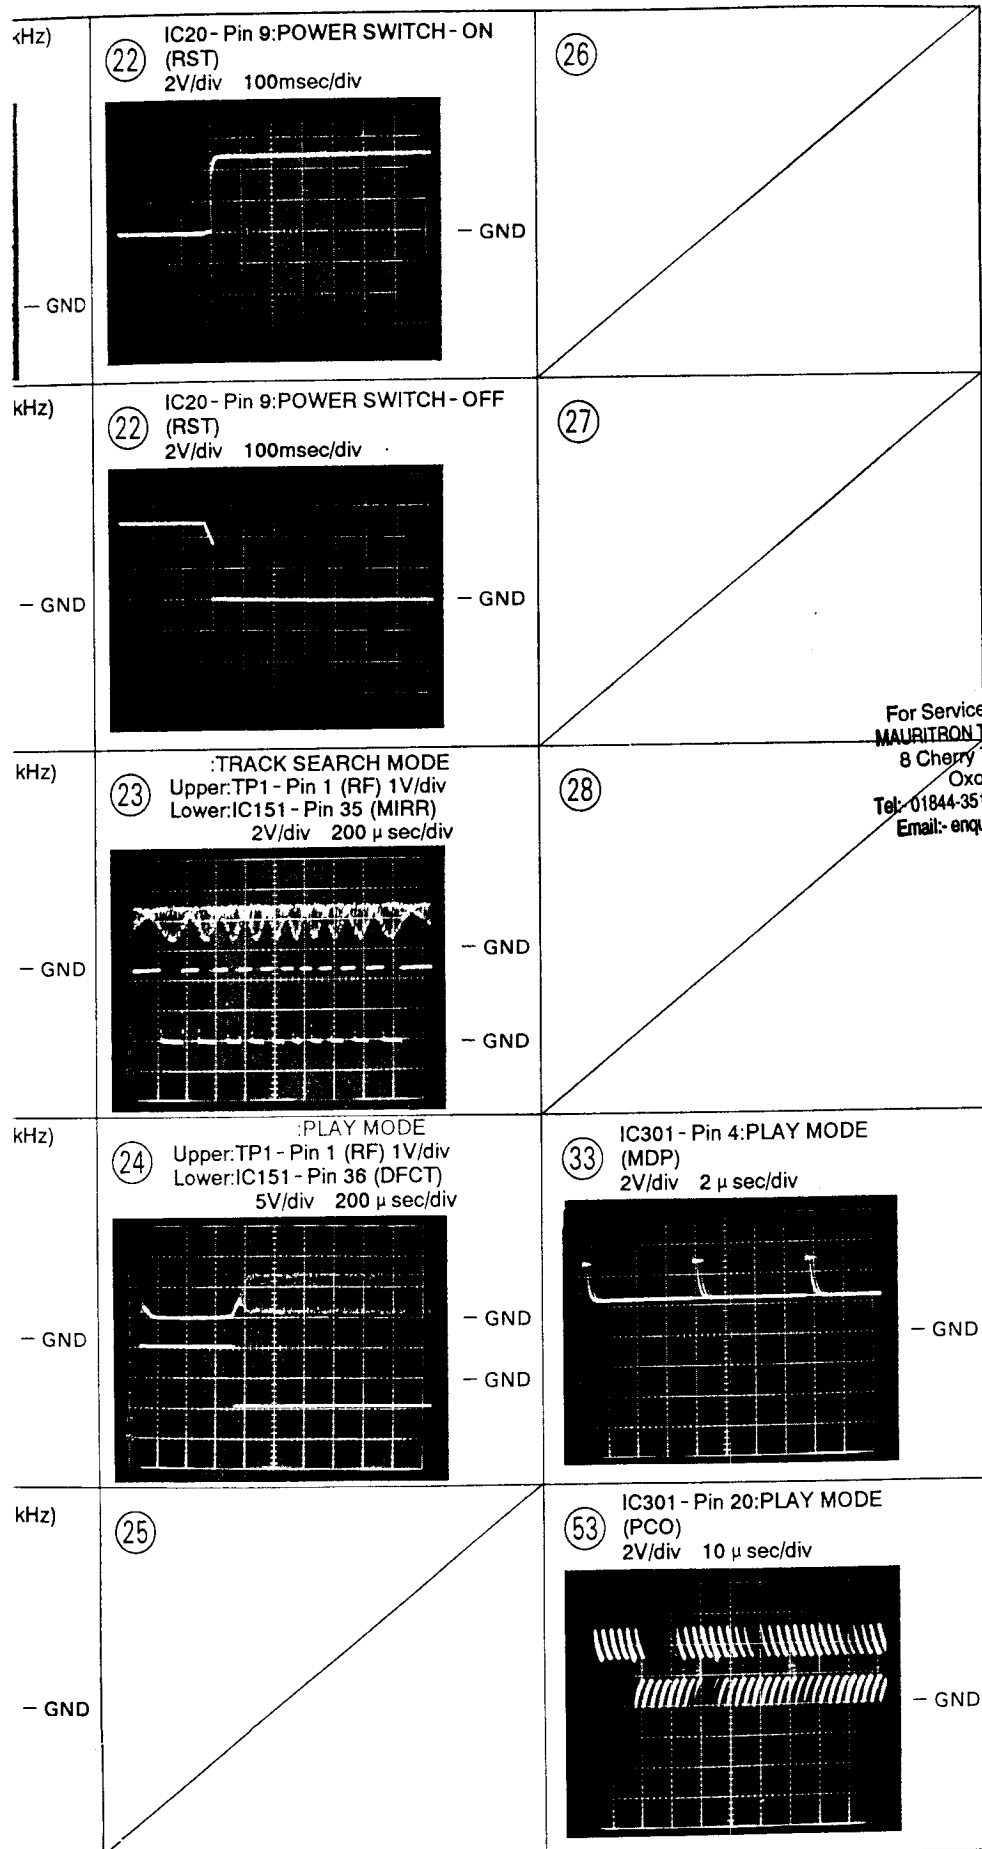 kHz)
22
IC20-Pin 9:POWER SWITCH-ON
(RST)
2V/div 100msec/div
– GND
– GND
26
kHz)
22
IC20-Pin 9:POWER SWITCH-OFF
(RST)
2V/div 100msec/div
– GND
– GND
27
For Service
MAURITRON T
8 Cherry
Oxo
Tel:- 01844-351
Email:- enqu
kHz)
23
:TRACK SEARCH MODE
Upper:TP1-Pin 1 (RF) 1V/div
Lower:IC151-Pin 35 (MIRR)
2V/div 200 μ sec/div
– GND
– GND
– GND
28
kHz)
24
:PLAY MODE
Upper:TP1-Pin 1 (RF) 1V/div
Lower:IC151-Pin 36 (DFCT)
5V/div 200 μ sec/div
– GND
– GND
– GND
33
IC301-Pin 4:PLAY MODE
(MDP)
2V/div 2 μ sec/div
– GND
kHz)
25
– GND
53
IC301-Pin 20:PLAY MODE
(PCO)
2V/div 10 μ sec/div
– GND